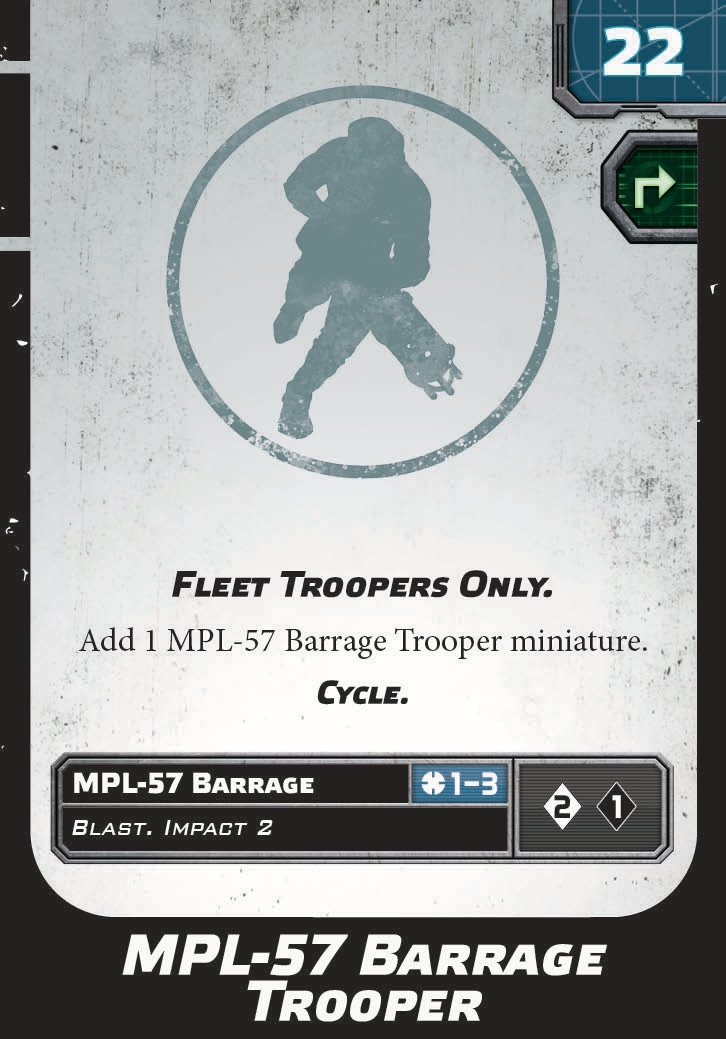 22
Fleet Troopers Only.
Add 1 MPL-57 Barrage Trooper miniature.
Cycle.
MPL-57 Barrage 1–3
Blast. Impact 2
2 1
MPL-57 Barrage
Trooper